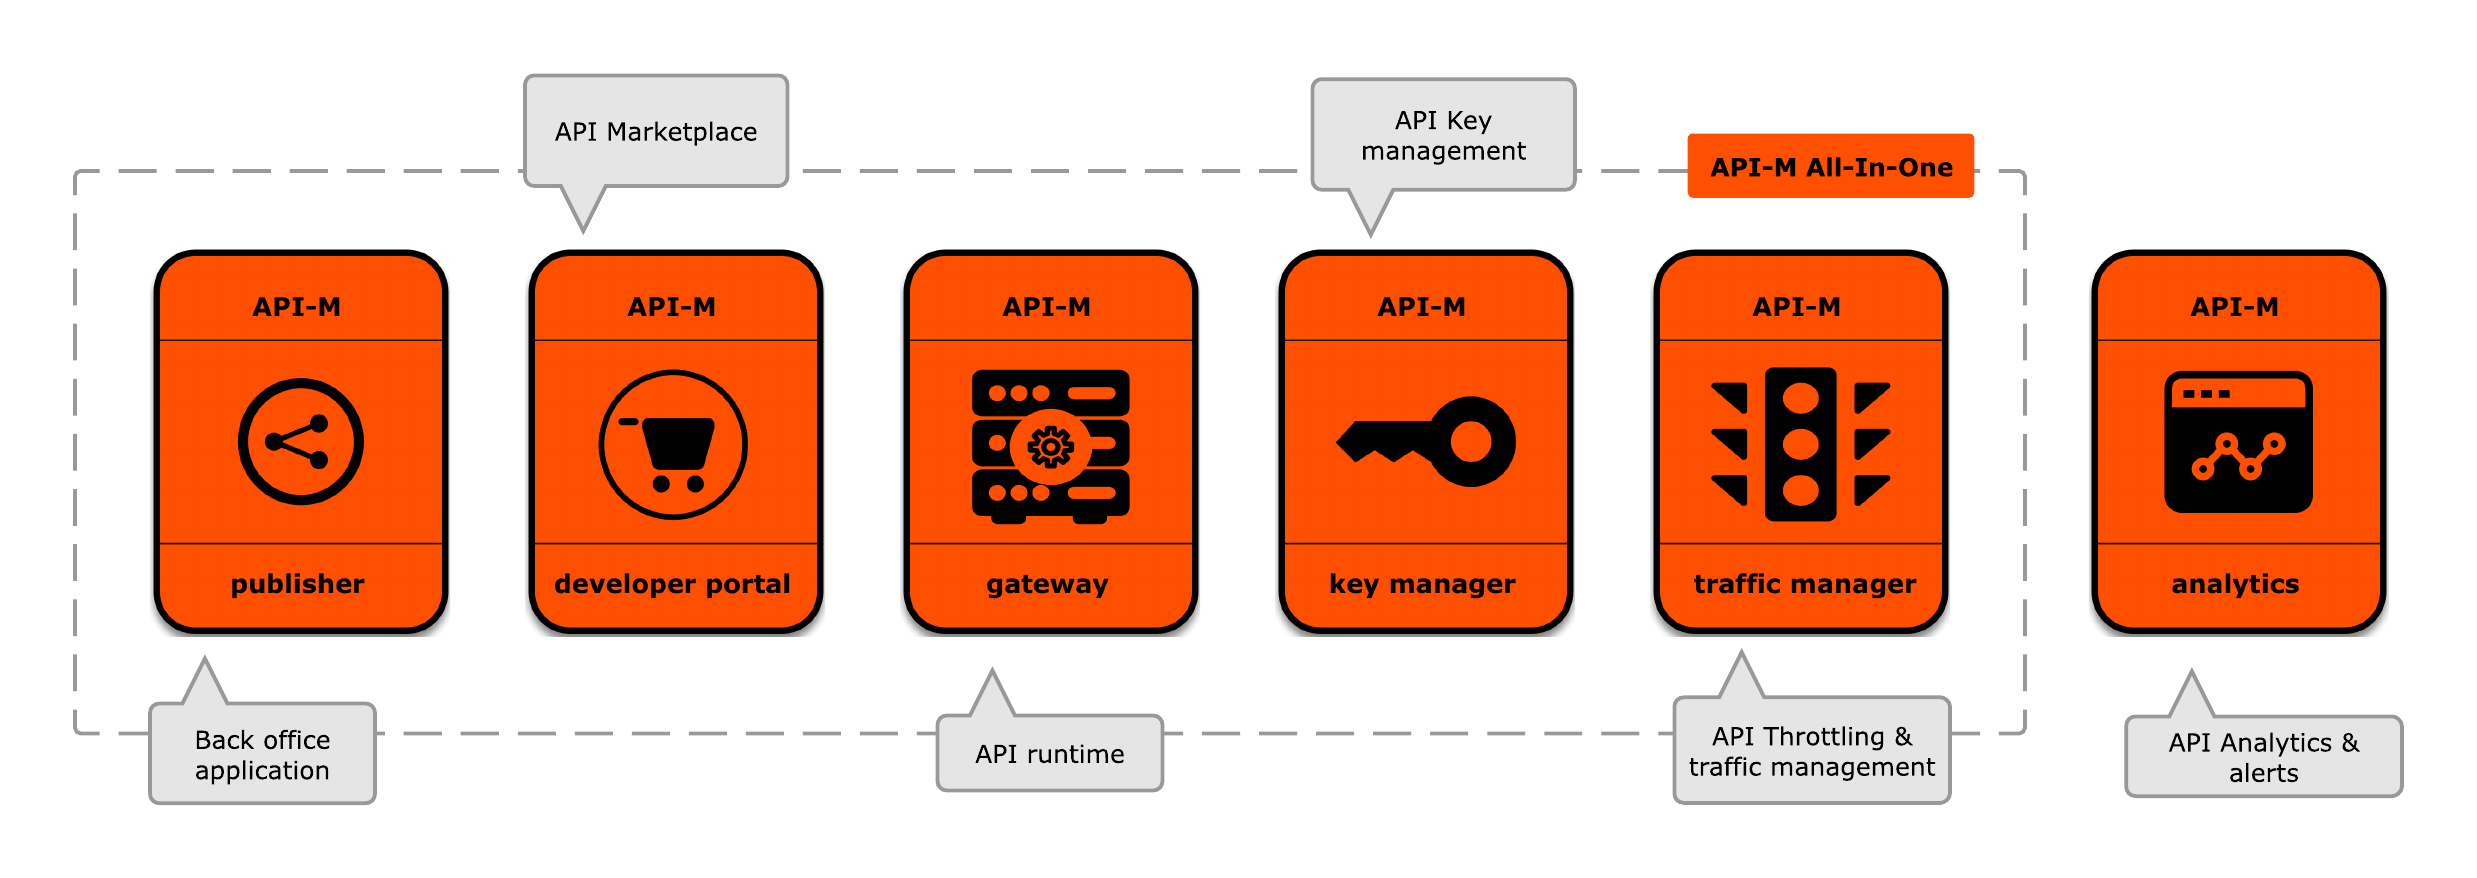 API Marketplace
API Key
management
API-M All-In-One
API-M
API-M
API-M
API-M
API-M
API-M
publisher
developer portal
gateway
key manager
traffic manager
analytics
Back office
application
API runtime
API Throttling &
traffic management
API Analytics &
alerts